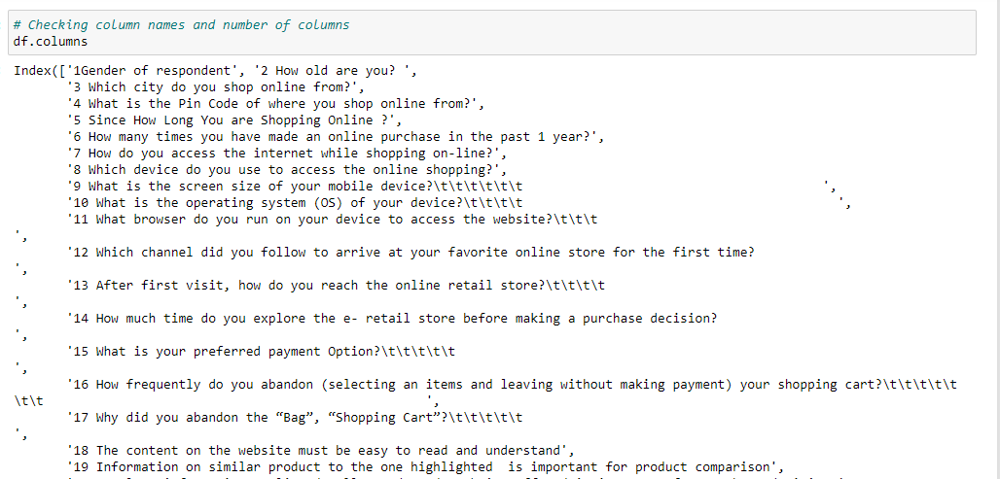 # Checking column names and number of columns
df.columns
Index(['1Gender of respondent', '2 How old are you? ',
'3 Which city do you shop online from?',
'4 What is the Pin Code of where you shop online from?',
'5 Since How Long You are Shopping Online ?',
'6 How many times you have made an online purchase in the past 1 year?',
'7 How do you access the internet while shopping on-line?',
'8 Which device do you use to access the online shopping?',
'9 What is the screen size of your mobile device?\t\t\t\t\t\t ',
'10 What is the operating system (OS) of your device?\t\t\t\t ',
'11 What browser do you run on your device to access the website?\t\t\t
',
'12 Which channel did you follow to arrive at your favorite online store for the first time?
',
'13 After first visit, how do you reach the online retail store?\t\t\t\t
',
'14 How much time do you explore the e- retail store before making a purchase decision?
',
'15 What is your preferred payment Option?\t\t\t\t\t
',
'16 How frequently do you abandon (selecting an items and leaving without making payment) your shopping cart?\t\t\t\t\t
\t\t ',
'17 Why did you abandon the “Bag”, “Shopping Cart”?\t\t\t\t\t
',
'18 The content on the website must be easy to read and understand',
'19 Information on similar product to the one highlighted  is important for product comparison',